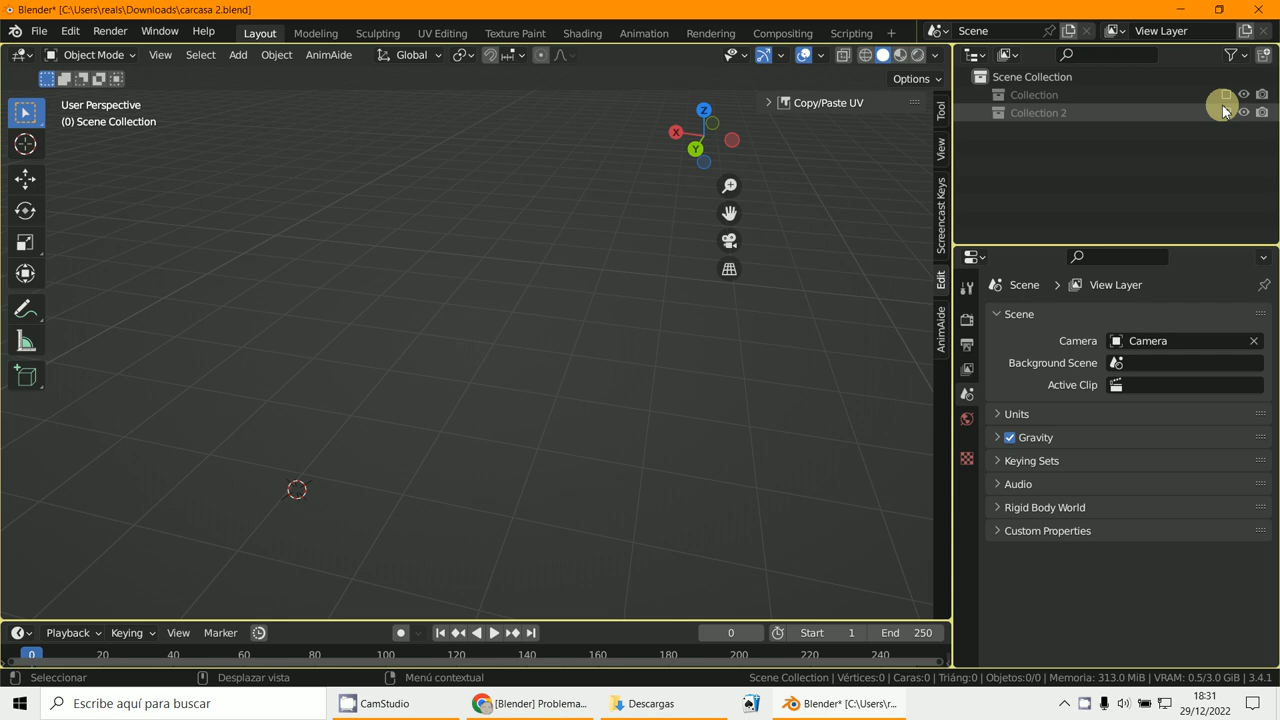 Blender* [C:\Users\reals\Downloads\carcasa 2.blend]
File Edit Render Window Help Layout Modeling Sculpting UV Editing Texture Paint Shading Animation Rendering Compositing Scripting + Scene View Layer
Object Mode View Select Add Object AnimAide Global
Options
User Perspective
(0) Scene Collection
Copy/Paste UV
X
Y
Z
Tool
View
Screencast Keys
Edit
AnimAide
Scene Collection
Collection
Collection 2
Scene View Layer
Scene
Camera Camera
Background Scene
Active Clip
Units
Gravity
Keying Sets
Audio
Rigid Body World
Custom Properties
Playback Keying View Marker 0 Start 1 End 250
0 20 40 60 80 100 120 140 160 180 200 220 240
Seleccionar Desplazar vista Menú contextual Scene Collection | Vértices:0 | Caras:0 | Triáng:0 | Objetos:0/0 | Memoria: 313.0 MiB | VRAM: 0.5/3.0 GiB | 3.4.1
Escribe aquí para buscar CamStudio [Blender] Problema... Descargas Blender* [C:\Users\r...
18:31
29/12/2022